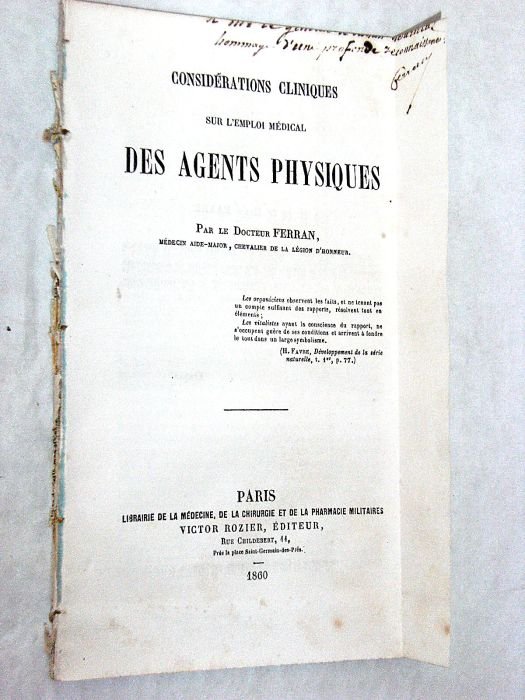 hommage d'une profonde reconnaissance
Ferran
CONSIDÉRATIONS CLINIQUES
SUR L'EMPLOI MÉDICAL
DES AGENTS PHYSIQUES
PAR LE DOCTEUR FERRAN,
MÉDECIN AIDE-MAJOR, CHEVALIER DE LA LÉGION D'HONNEUR.
Les organiciens observent les faits, et ne tenant pas
un compte suffisant des rapports, résolvent tout en
éléments;
Les vitalistes ayant la conscience du rapport, ne
s'occupent guère de ses conditions et arrivent à fondre
le tout dans un large symbolisme.
(H. FAVRE, Développement de la série
naturelle, t. 1er, p. 77.)
PARIS
LIBRAIRIE DE LA MÉDECINE, DE LA CHIRURGIE ET DE LA PHARMACIE MILITAIRES
VICTOR ROZIER, ÉDITEUR,
RUE CHILDEBERT, 11,
Près la place Saint-Germain-des-Prés.
1860